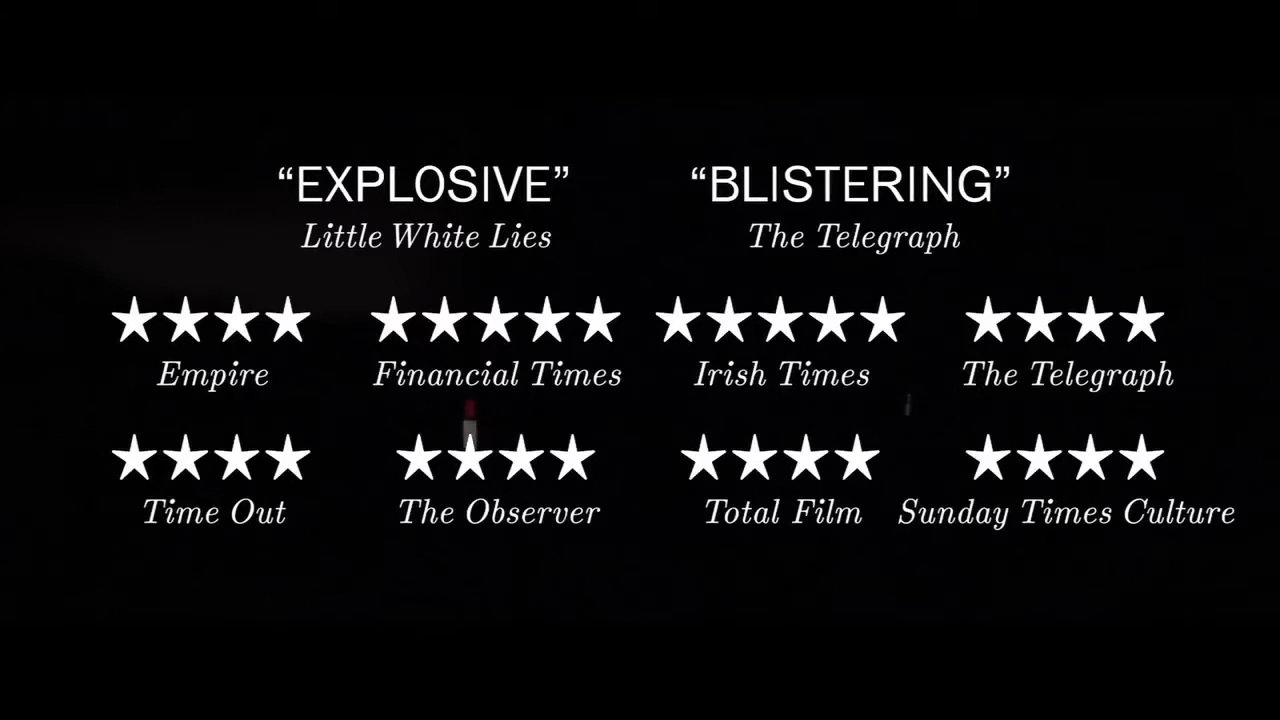 “EXPLOSIVE” “BLISTERING”
Little White Lies The Telegraph
★★★★ ★★★★★ ★★★★★ ★★★★
Empire Financial Times Irish Times The Telegraph
★★★★ ★★★★ ★★★★ ★★★★
Time Out The Observer Total Film Sunday Times Culture